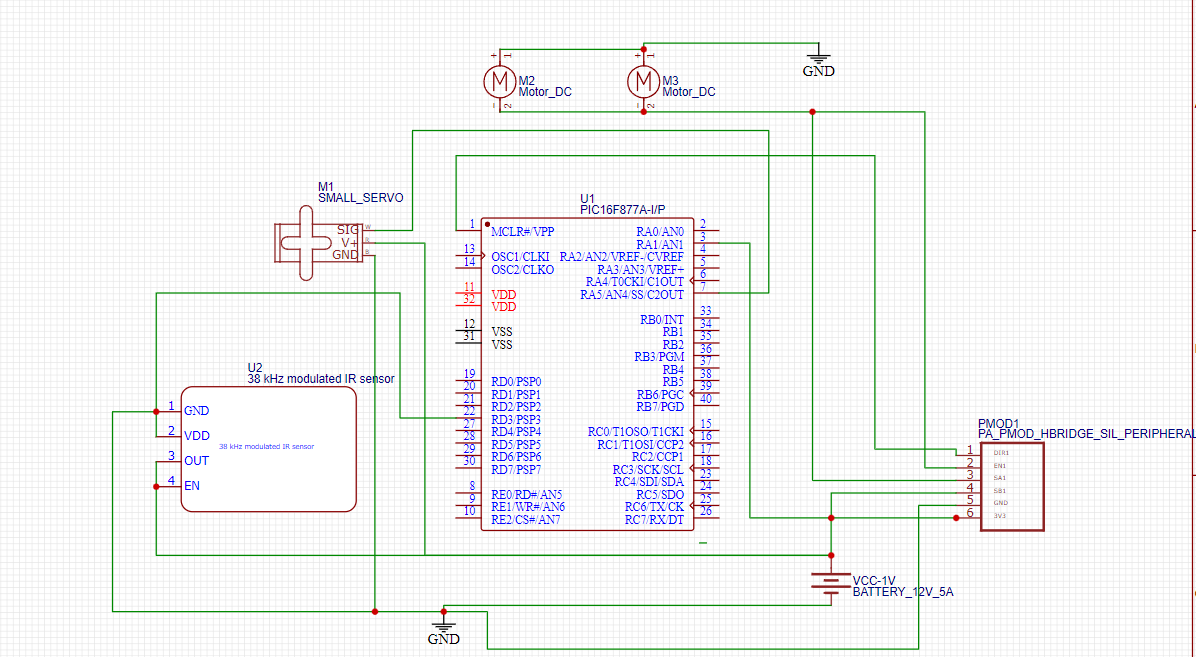 + 1
M2
Motor_DC
- 2
+ 1
M3
Motor_DC
- 2
GND
M1
SMALL_SERVO
SIG W
V+ R
GND B
U1
PIC16F877A-I/P
1 MCLR#/VPP
13 OSC1/CLKI
14 OSC2/CLKO
11 VDD
32 VDD
12 VSS
31 VSS
19 RD0/PSP0
20 RD1/PSP1
21 RD2/PSP2
22 RD3/PSP3
27 RD4/PSP4
28 RD5/PSP5
29 RD6/PSP6
30 RD7/PSP7
8 RE0/RD#/AN5
9 RE1/WR#/AN6
10 RE2/CS#/AN7
RA0/AN0 2
RA1/AN1 3
RA2/AN2/VREF-/CVREF 4
RA3/AN3/VREF+ 5
RA4/T0CKI/C1OUT 6
RA5/AN4/SS/C2OUT 7
RB0/INT 33
RB1 34
RB2 35
RB3/PGM 36
RB4 37
RB5 38
RB6/PGC 39
RB7/PGD 40
RC0/T1OSO/T1CKI 15
RC1/T1OSI/CCP2 16
RC2/CCP1 17
RC3/SCK/SCL 18
RC4/SDI/SDA 23
RC5/SDO 24
RC6/TX/CK 25
RC7/RX/DT 26
U2
38 kHz modulated IR sensor
1 GND
2 VDD
38 kHz modulated IR sensor
3 OUT
4 EN
PMOD1
PA_PMOD_HBRIDGE_SIL_PERIPHERAL
1 DIR1
2 EN1
3 SA1
4 SB1
5 GND
6 3V3
VCC-1V
BATTERY_12V_5A
GND